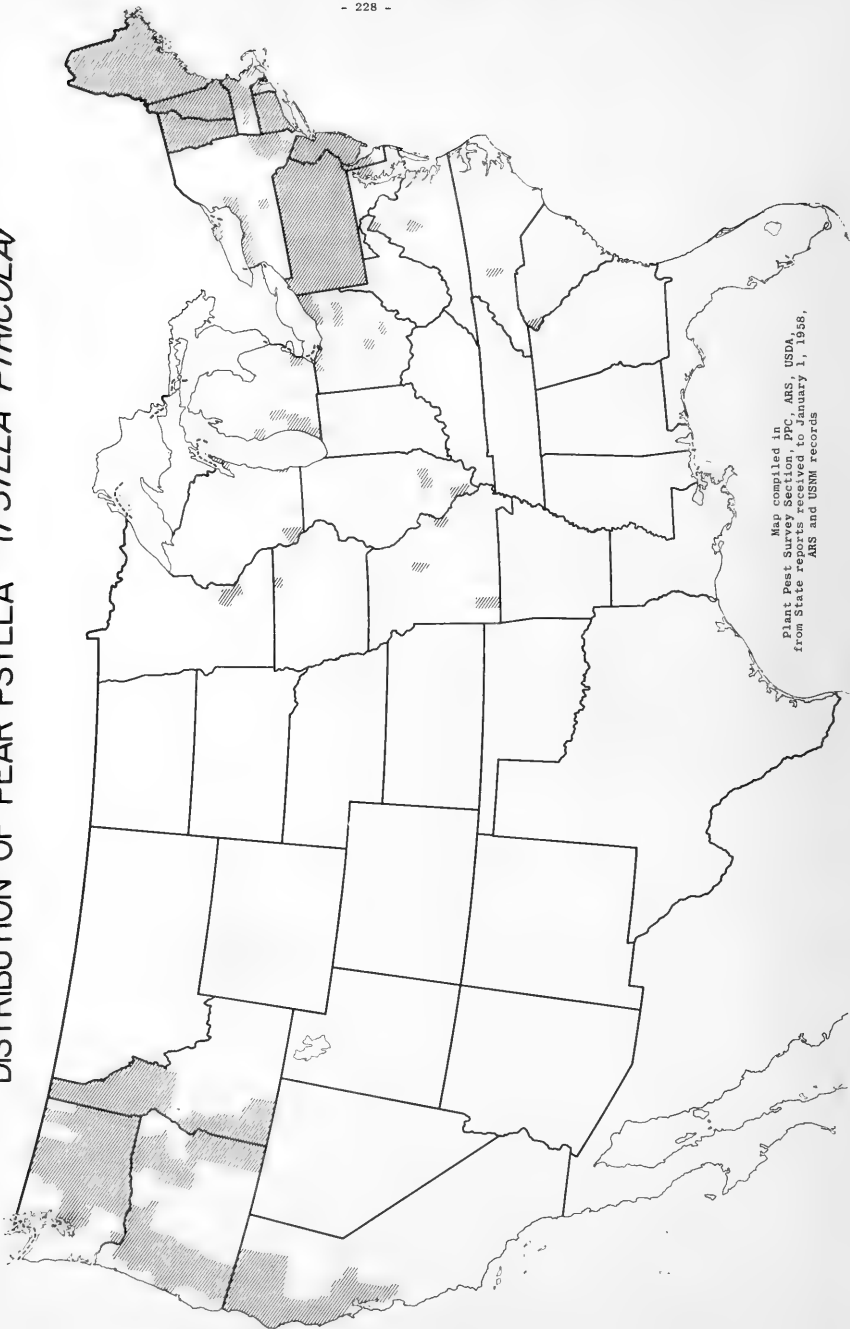 - 228 -
DISTRIBUTION OF PEAR PSYLLA (PSYLLA PYRICOLA)
Map compiled in
Plant Pest Survey Section, PPC, ARS, USDA,
from State reports received to January 1, 1958,
ARS and USNM records